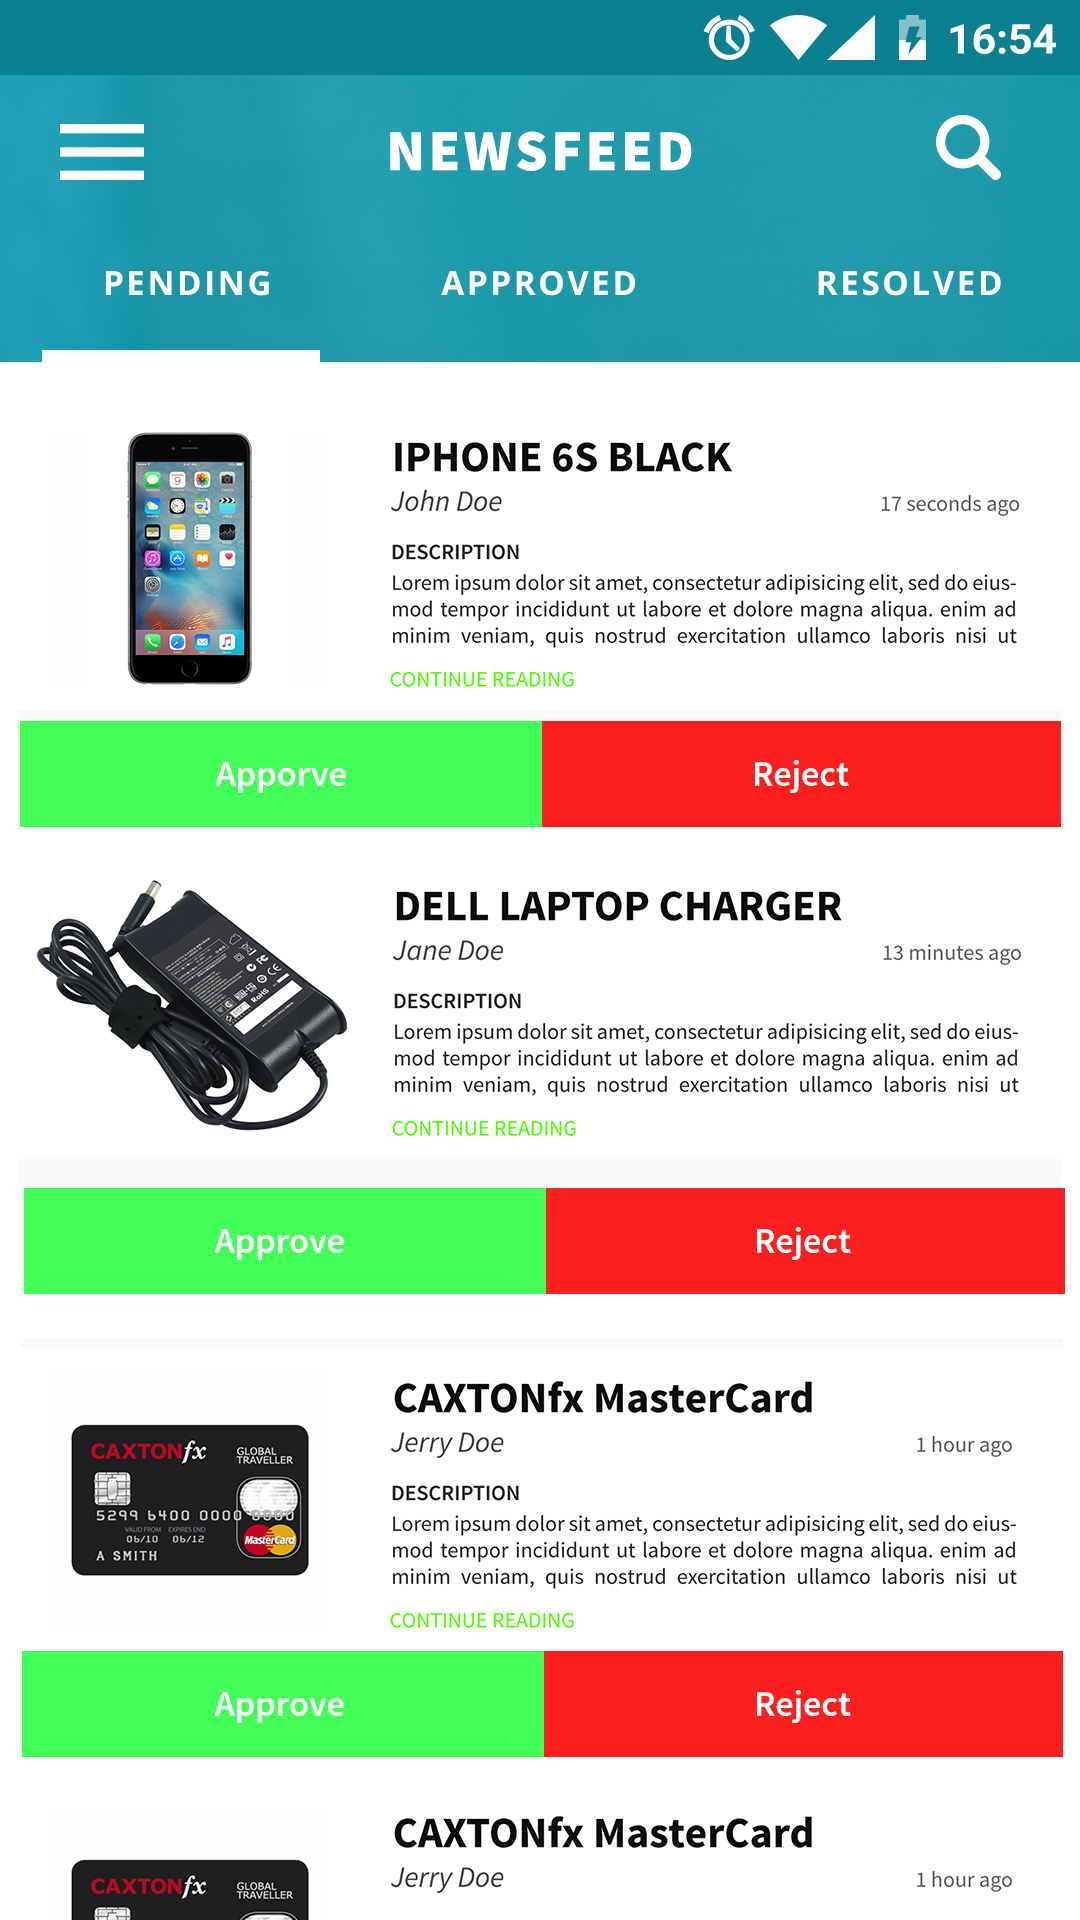 16:54
NEWSFEED
PENDING APPROVED RESOLVED
IPHONE 6S BLACK
John Doe 17 seconds ago
DESCRIPTION
Lorem ipsum dolor sit amet, consectetur adipisicing elit, sed do eius-
mod tempor incididunt ut labore et dolore magna aliqua. enim ad
minim veniam, quis nostrud exercitation ullamco laboris nisi ut
CONTINUE READING
Apporve Reject
DELL LAPTOP CHARGER
Jane Doe 13 minutes ago
DESCRIPTION
Lorem ipsum dolor sit amet, consectetur adipisicing elit, sed do eius-
mod tempor incididunt ut labore et dolore magna aliqua. enim ad
minim veniam, quis nostrud exercitation ullamco laboris nisi ut
CONTINUE READING
RoHS
Approve Reject
CAXTONfx MasterCard
Jerry Doe 1 hour ago
DESCRIPTION
Lorem ipsum dolor sit amet, consectetur adipisicing elit, sed do eius-
mod tempor incididunt ut labore et dolore magna aliqua. enim ad
minim veniam, quis nostrud exercitation ullamco laboris nisi ut
CONTINUE READING
CAXTONfx GLOBAL
TRAVELLER
5299 6400 0000 0000
VALID FROM EXPIRES END
06/10 06/12
MasterCard
A SMITH
Approve Reject
CAXTONfx MasterCard
Jerry Doe 1 hour ago
CAXTONfx GLOBAL
TRAVELLER